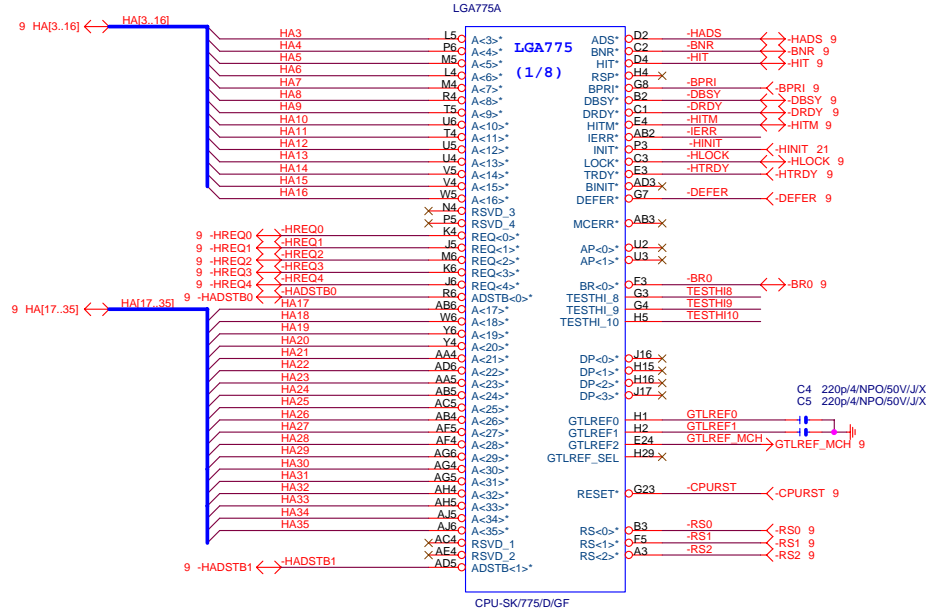 LGA775A
9 HA[3..16] HA[3..16]
LGA775
(1/8)
HA3 L5 A<3>* ADS* D2 -HADS -HADS 9
HA4 P6 A<4>* BNR* C2 -BNR -BNR 9
HA5 M5 A<5>* HIT* D4 -HIT -HIT 9
HA6 L4 A<6>* RSP* H4
HA7 M4 A<7>* BPRI* G8 -BPRI -BPRI 9
HA8 R4 A<8>* DBSY* B2 -DBSY -DBSY 9
HA9 T5 A<9>* DRDY* C1 -DRDY -DRDY 9
HA10 U6 A<10>* HITM* E4 -HITM -HITM 9
HA11 T4 A<11>* IERR* AB2 -IERR
HA12 U5 A<12>* INIT* P3 -HINIT -HINIT 21
HA13 U4 A<13>* LOCK* C3 -HLOCK -HLOCK 9
HA14 V5 A<14>* TRDY* E3 -HTRDY -HTRDY 9
HA15 V4 A<15>* BINIT* AD3
HA16 W5 A<16>* DEFER* G7 -DEFER -DEFER 9
N4 RSVD_3
P5 RSVD_4 MCERR* AB3
9 -HREQ0 -HREQ0 K4 REQ<0>*
9 -HREQ1 -HREQ1 J5 REQ<1>* AP<0>* U2
9 -HREQ2 -HREQ2 M6 REQ<2>* AP<1>* U3
9 -HREQ3 -HREQ3 K6 REQ<3>*
9 -HREQ4 -HREQ4 J6 REQ<4>* BR<0>* F3 -BR0 -BR0 9
9 -HADSTB0 -HADSTB0 R6 ADSTB<0>* TESTHI_8 G3 TESTHI8
9 HA[17..35] HA[17..35]
HA17 AB6 A<17>* TESTHI_9 G4 TESTHI9
HA18 W6 A<18>* TESTHI_10 H5 TESTHI10
HA19 Y6 A<19>*
HA20 Y4 A<20>*
HA21 AA4 A<21>* DP<0>* J16
HA22 AD6 A<22>* DP<1>* H15
HA23 AA5 A<23>* DP<2>* H16
HA24 AB5 A<24>* DP<3>* J17
C4 220p/4/NPO/50V/J/X
C5 220p/4/NPO/50V/J/X
HA25 AC5 A<25>*
HA26 AB4 A<26>* GTLREF0 H1 GTLREF0
HA27 AF5 A<27>* GTLREF1 H2 GTLREF1
HA28 AF4 A<28>* GTLREF2 E24 GTLREF_MCH GTLREF_MCH 9
HA29 AG6 A<29>* GTLREF_SEL H29
HA30 AG4 A<30>*
HA31 AG5 A<31>*
HA32 AH4 A<32>* RESET* G23 -CPURST -CPURST 9
HA33 AH5 A<33>*
HA34 AJ5 A<34>*
HA35 AJ6 A<35>* RS<0>* B3 -RS0 -RS0 9
AC4 RSVD_1 RS<1>* F5 -RS1 -RS1 9
AE4 RSVD_2 RS<2>* A3 -RS2 -RS2 9
9 -HADSTB1 -HADSTB1 AD5 ADSTB<1>*
CPU-SK/775/D/GF